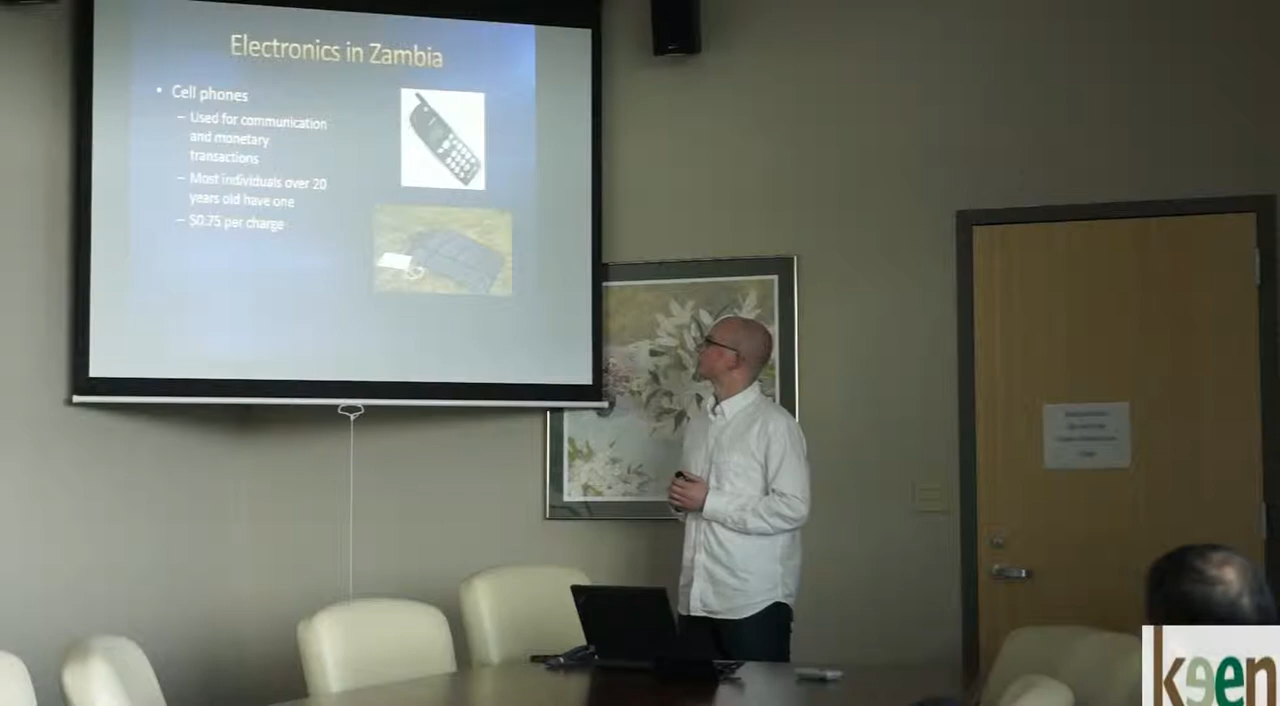 Electronics in Zambia
• Cell phones
– Used for communication
and monetary
transactions
– Most individuals over 20
years old have one
– $0.75 per charge
keen